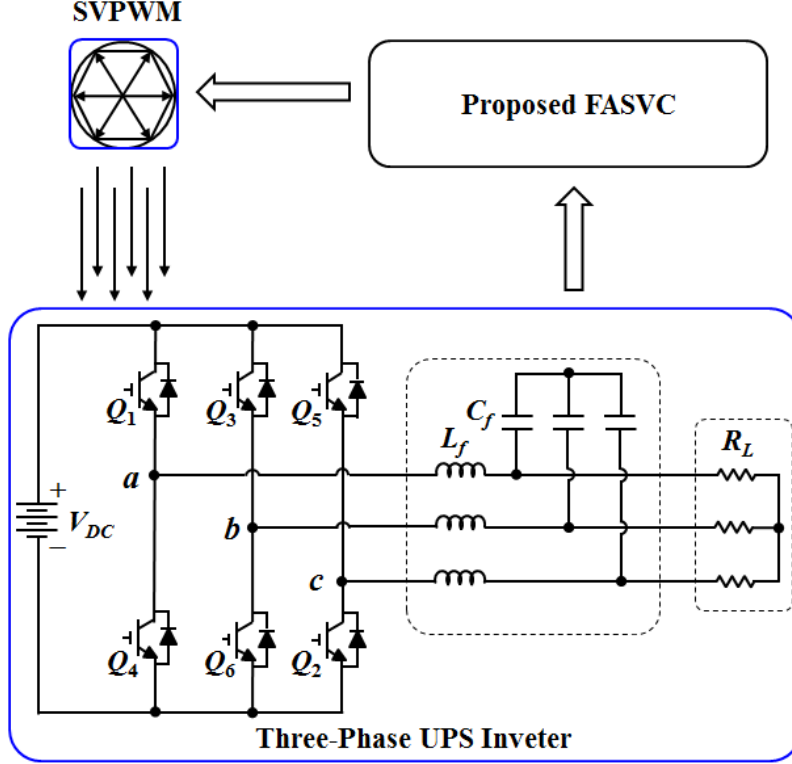 SVPWM
Proposed FASVC
Q1
Q3
Q5
Cf
Lf
RL
a
+
VDC
−
b
c
Q4
Q6
Q2
Three-Phase UPS Inveter